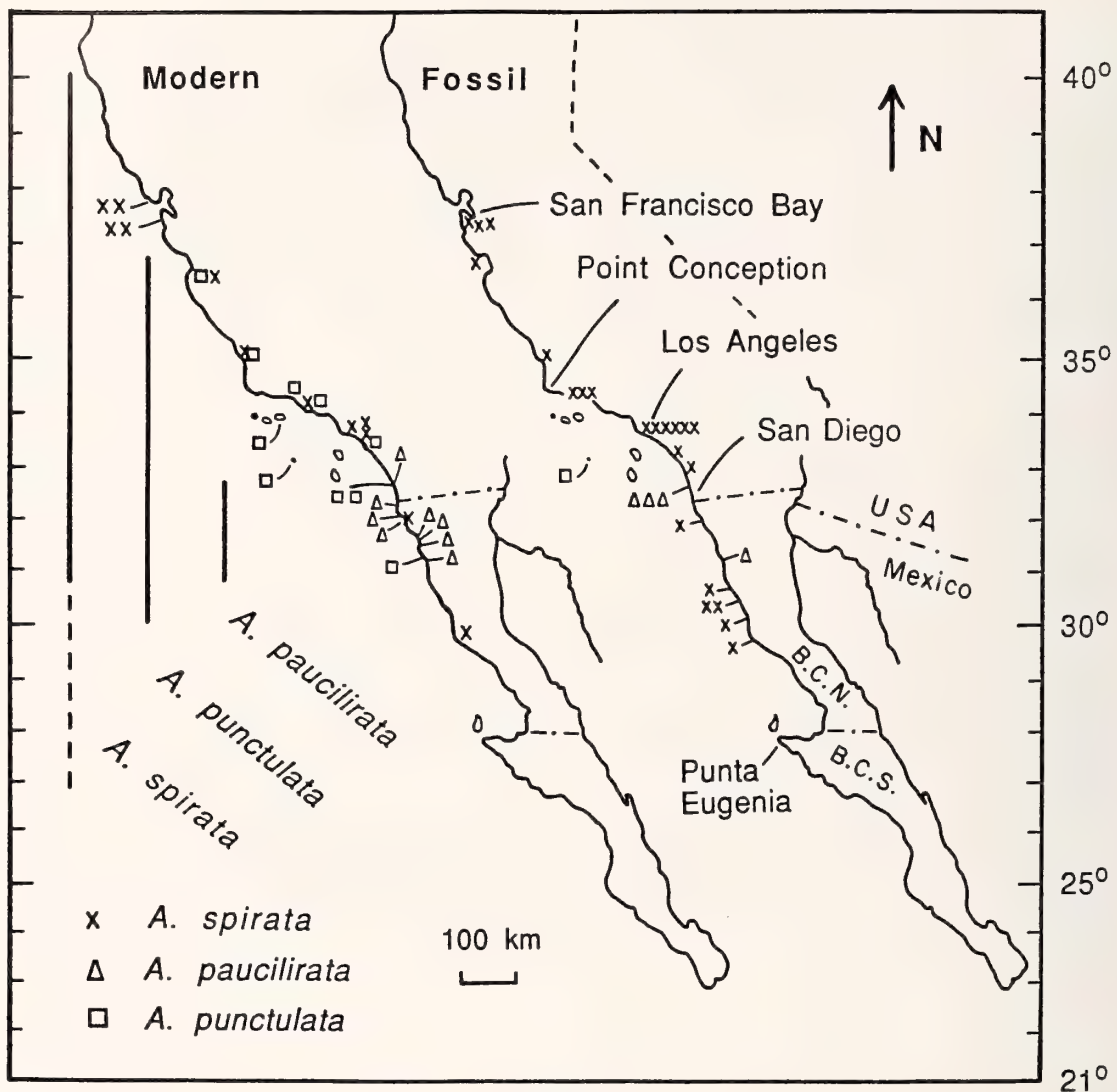 Modern
Fossil
40°
N
San Francisco Bay
Point Conception
35°
Los Angeles
San Diego
USA
Mexico
30°
A. paucilirata
A. punctulata
A. spirata
B.C.N.
B.C.S.
Punta
Eugenia
25°
x A. spirata
△ A. paucilirata
□ A. punctulata
100 km
21°